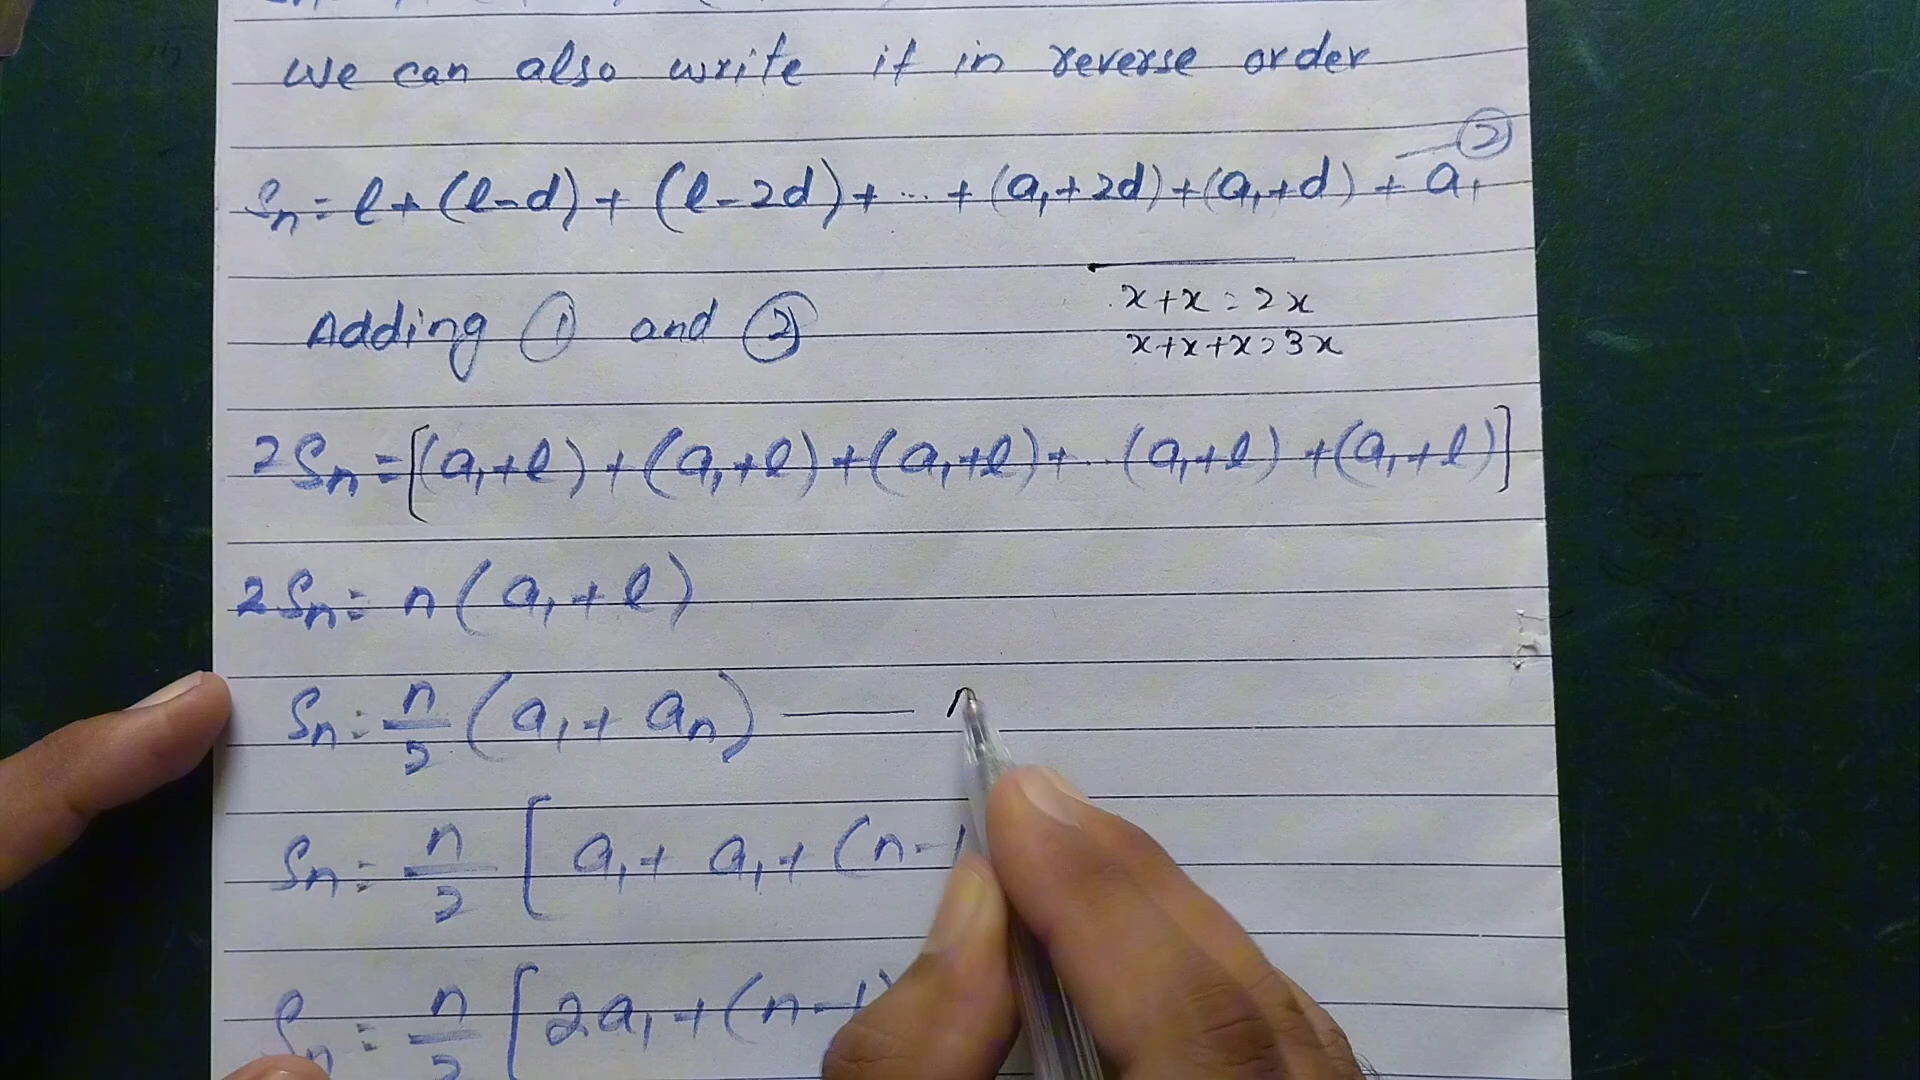 we can also write it in reverse order
②
Sn = l + (l-d) + (l-2d) + ... + (a₁+2d) + (a₁+d) + a₁
x+x = 2x
Adding ① and ②
x+x+x = 3x
2Sn = [(a₁+l) + (a₁+l) + (a₁+l) + .. (a₁+l) + (a₁+l)]
2Sn = n (a₁+l)
Sn = n/2 (a₁ + an) —
Sn = n/2 [ a₁ + a₁ + (n-1
Sn = n/2 [ 2a₁ + (n-1)